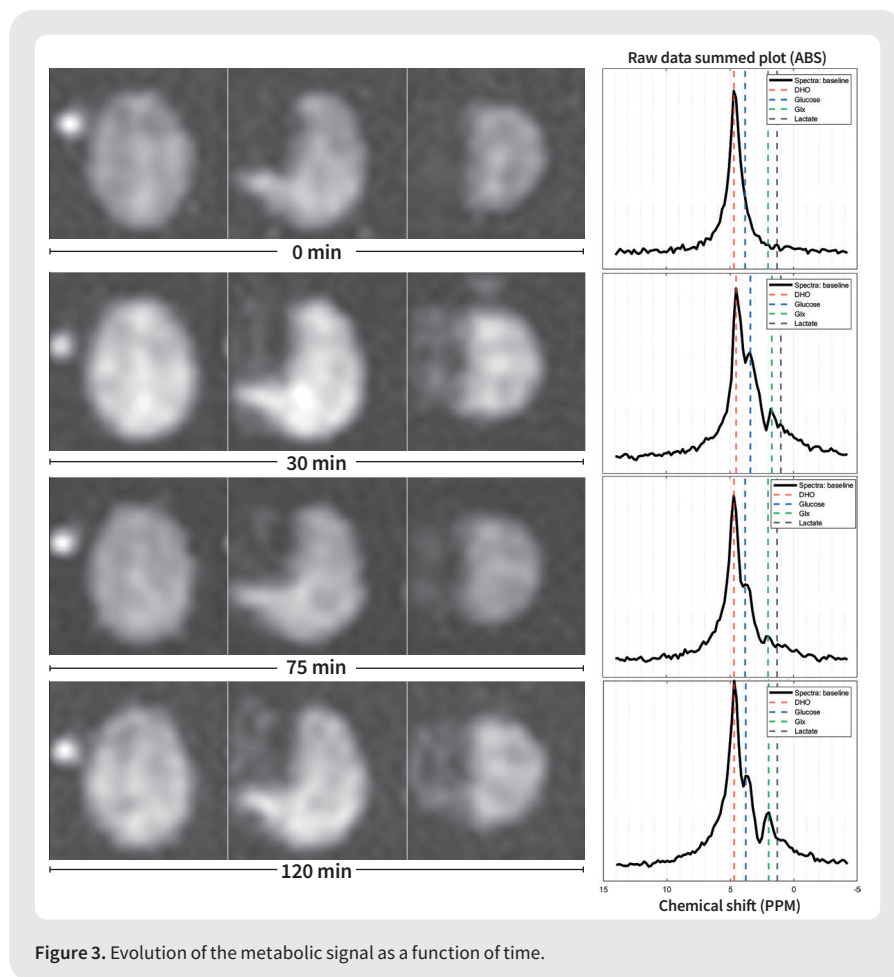 Raw data summed plot (ABS)
Spectra: baseline
DHO
Glucose
Glx
Lactate
0 min
Spectra: baseline
DHO
Glucose
Glx
Lactate
30 min
Spectra: baseline
DHO
Glucose
Glx
Lactate
75 min
Spectra: baseline
DHO
Glucose
Glx
Lactate
120 min
15 10 5 0 -5
Chemical shift (PPM)
Figure 3. Evolution of the metabolic signal as a function of time.